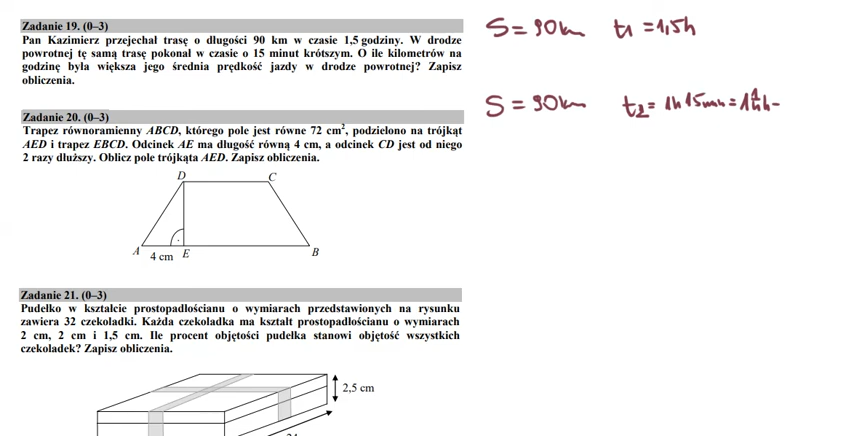 Zadanie 19. (0–3)
Pan Kazimierz przejechał trasę o długości 90 km w czasie 1,5 godziny. W drodze
powrotnej tę samą trasę pokonał w czasie o 15 minut krótszym. O ile kilometrów na
godzinę była większa jego średnia prędkość jazdy w drodze powrotnej? Zapisz
obliczenia.
S = 90km t1 = 1,5h
S = 90km t2 = 1h 15min = 1 1/4 h -
Zadanie 20. (0–3)
Trapez równoramienny ABCD, którego pole jest równe 72 cm², podzielono na trójkąt
AED i trapez EBCD. Odcinek AE ma długość równą 4 cm, a odcinek CD jest od niego
2 razy dłuższy. Oblicz pole trójkąta AED. Zapisz obliczenia.
D C
A 4 cm E B
Zadanie 21. (0–3)
Pudełko w kształcie prostopadłościanu o wymiarach przedstawionych na rysunku
zawiera 32 czekoladki. Każda czekoladka ma kształt prostopadłościanu o wymiarach
2 cm, 2 cm i 1,5 cm. Ile procent objętości pudełka stanowi objętość wszystkich
czekoladek? Zapisz obliczenia.
2,5 cm